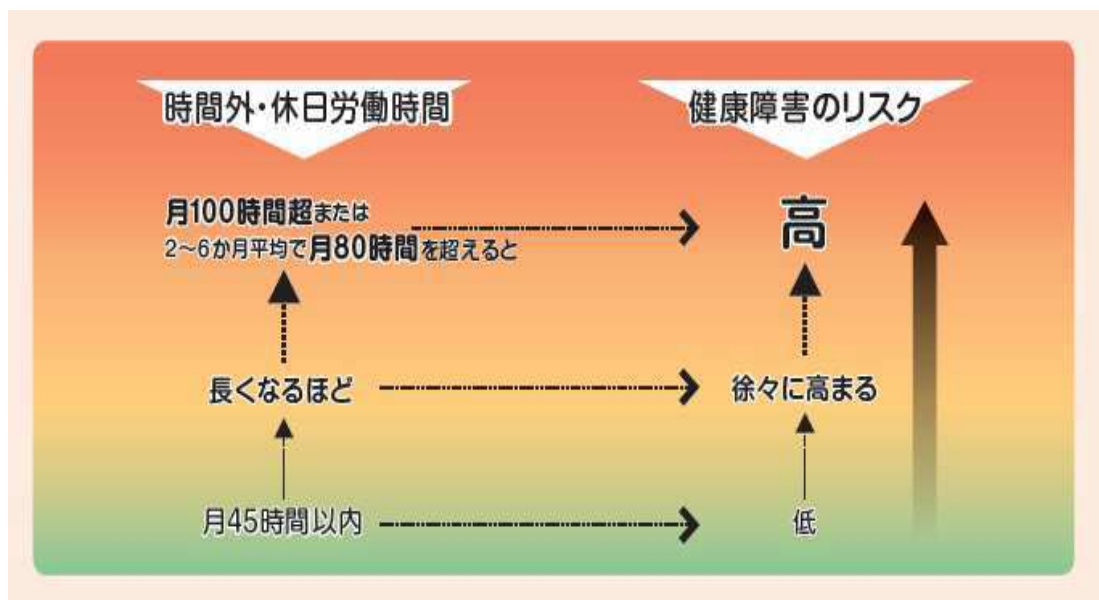 時間外・休日労働時間
健康障害のリスク
月100時間超または
2～6か月平均で月80時間を超えると
高
長くなるほど
徐々に高まる
月45時間以内
低